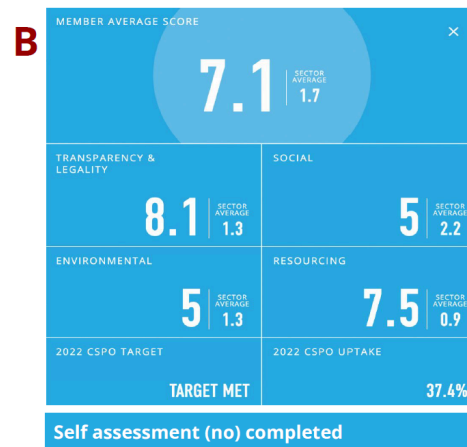 B
MEMBER AVERAGE SCORE
×
7.1
SECTOR
AVERAGE
1.7
TRANSPARENCY &
LEGALITY
8.1
SECTOR
AVERAGE
1.3
SOCIAL
5
SECTOR
AVERAGE
2.2
ENVIRONMENTAL
5
SECTOR
AVERAGE
1.3
RESOURCING
7.5
SECTOR
AVERAGE
0.9
2022 CSPO TARGET
TARGET MET
2022 CSPO UPTAKE
37.4%
Self assessment (no) completed